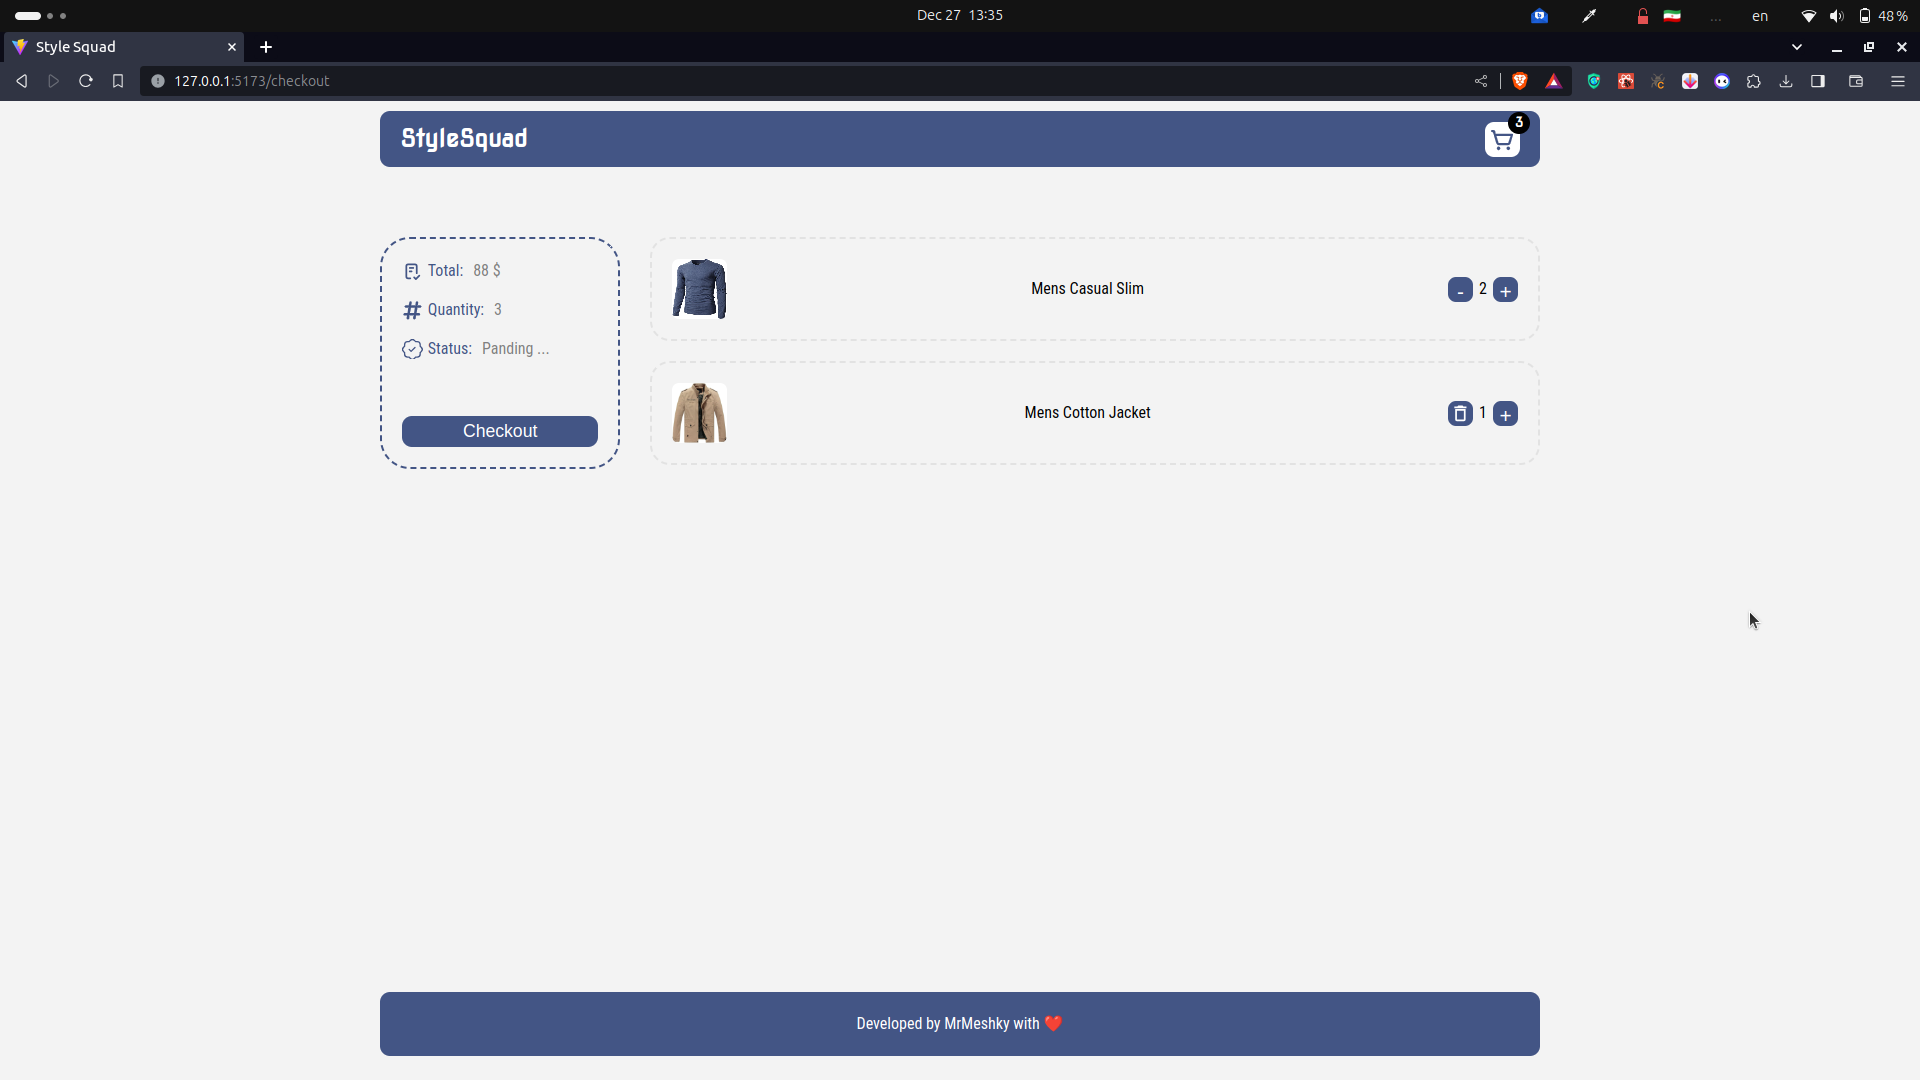 Dec 27 13:35
en
48 %
Style Squad
127.0.0.1:5173/checkout
StyleSquad
3
Total: 88 $
Quantity: 3
Status: Panding ...
Checkout
Mens Casual Slim
- 2 +
Mens Cotton Jacket
1 +
Developed by MrMeshky with ❤️